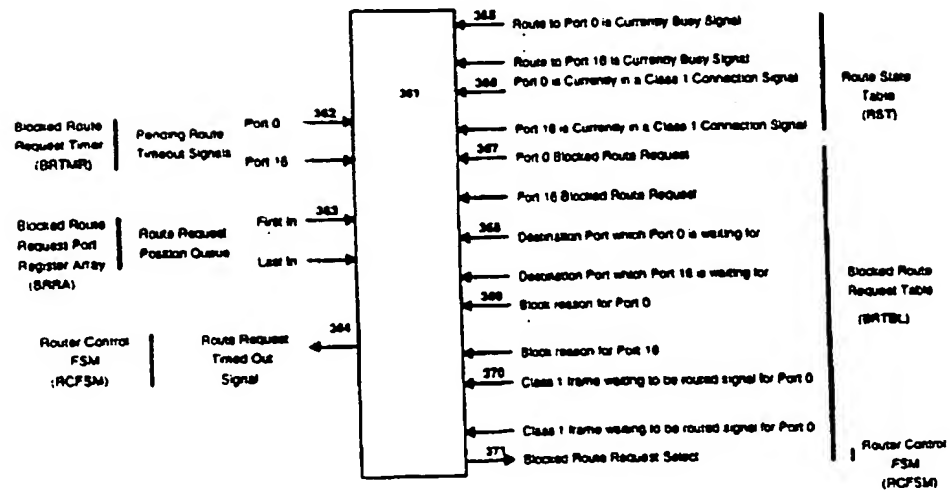 365
Route to Port 0 is Currently Busy Signal
Route to Port 16 is Currently Busy Signal
366
Port 0 is Currently in a Class 1 Connection Signal
Port 16 is Currently in a Class 1 Connection Signal
Route State
Table
(RST)
361
Blocked Route
Request Timer
(BRTMR)
Pending Route
Timeout Signals
Port 0
362
Port 16
Blocked Route
Request Port
Register Array
(BRRA)
Route Request
Position Queue
First In
363
Last In
Router Control
FSM
(RCFSM)
Route Request
Timed Out
Signal
364
367
Port 0 Blocked Route Request
Port 16 Blocked Route Request
368
Destination Port which Port 0 is waiting for
Destination Port which Port 16 is waiting for
369
Block reason for Port 0
Block reason for Port 16
370
Class 1 frame waiting to be routed signal for Port 0
Class 1 frame waiting to be routed signal for Port 0
Blocked Route
Request Table
(BRTBL)
371
Blocked Route Request Select
Router Control
FSM
(RCFSM)